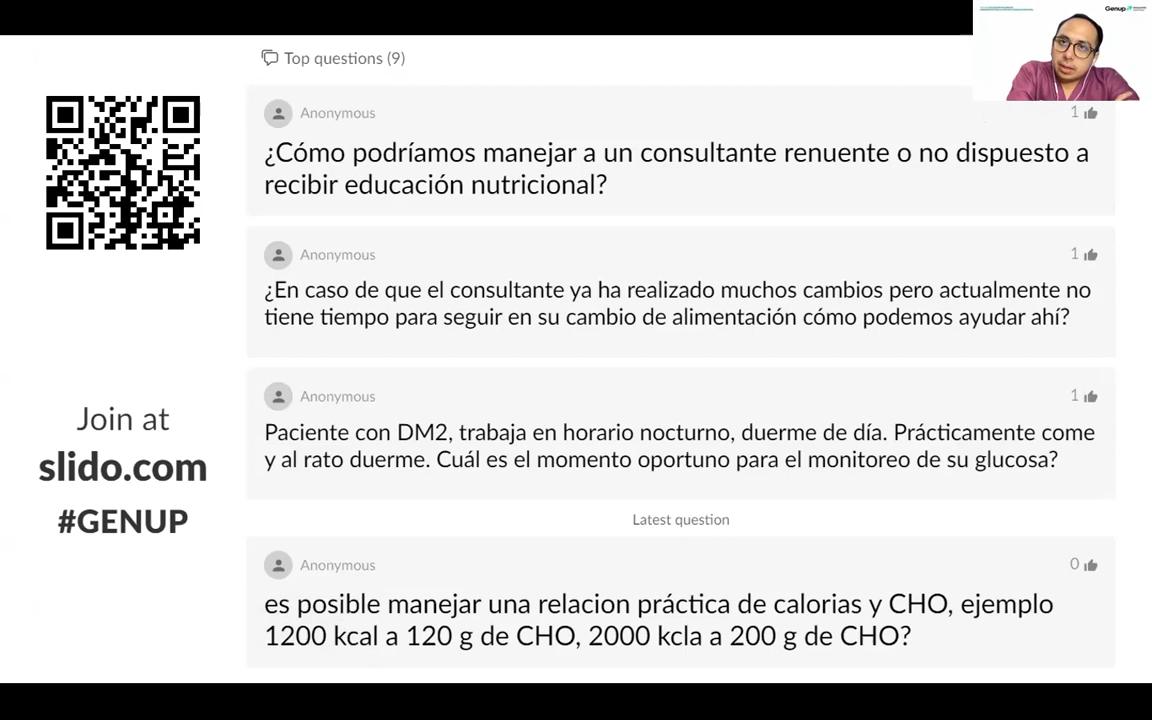 Genup
Top questions (9)
Anonymous
1
¿Cómo podríamos manejar a un consultante renuente o no dispuesto a
recibir educación nutricional?
Anonymous
1
¿En caso de que el consultante ya ha realizado muchos cambios pero actualmente no
tiene tiempo para seguir en su cambio de alimentación cómo podemos ayudar ahí?
Anonymous
1
Paciente con DM2, trabaja en horario nocturno, duerme de día. Prácticamente come
y al rato duerme. Cuál es el momento oportuno para el monitoreo de su glucosa?
Latest question
Anonymous
0
es posible manejar una relacion práctica de calorias y CHO, ejemplo
1200 kcal a 120 g de CHO, 2000 kcla a 200 g de CHO?
Join at
slido.com
#GENUP